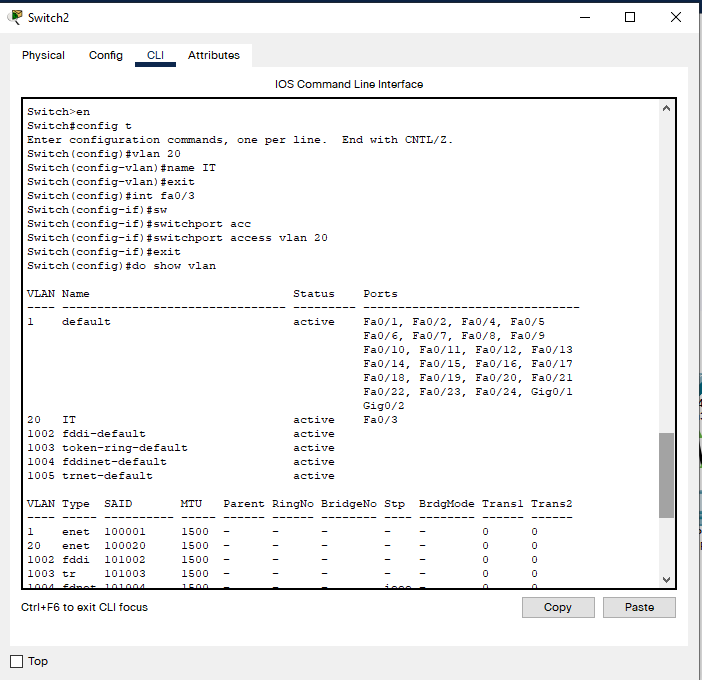 Switch2
Physical Config CLI Attributes
IOS Command Line Interface
Switch>en
Switch#config t
Enter configuration commands, one per line.  End with CNTL/Z.
Switch(config)#vlan 20
Switch(config-vlan)#name IT
Switch(config-vlan)#exit
Switch(config)#int fa0/3
Switch(config-if)#sw
Switch(config-if)#switchport acc
Switch(config-if)#switchport access vlan 20
Switch(config-if)#exit
Switch(config)#do show vlan
VLAN Name                             Status    Ports
---- -------------------------------- --------- -------------------------------
1    default                          active    Fa0/1, Fa0/2, Fa0/4, Fa0/5
                                                Fa0/6, Fa0/7, Fa0/8, Fa0/9
                                                Fa0/10, Fa0/11, Fa0/12, Fa0/13
                                                Fa0/14, Fa0/15, Fa0/16, Fa0/17
                                                Fa0/18, Fa0/19, Fa0/20, Fa0/21
                                                Fa0/22, Fa0/23, Fa0/24, Gig0/1
                                                Gig0/2
20   IT                               active    Fa0/3
1002 fddi-default                     active
1003 token-ring-default               active
1004 fddinet-default                  active
1005 trnet-default                    active
VLAN Type  SAID       MTU   Parent RingNo BridgeNo Stp  BrdgMode Trans1 Trans2
---- ----- ---------- ----- ------ ------ -------- ---- -------- ------ ------
1    enet  100001     1500  -      -      -        -    -        0      0
20   enet  100020     1500  -      -      -        -    -        0      0
1002 fddi  101002     1500  -      -      -        -    -        0      0
1003 tr    101003     1500  -      -      -        -    -        0      0
Ctrl+F6 to exit CLI focus
Copy Paste
Top